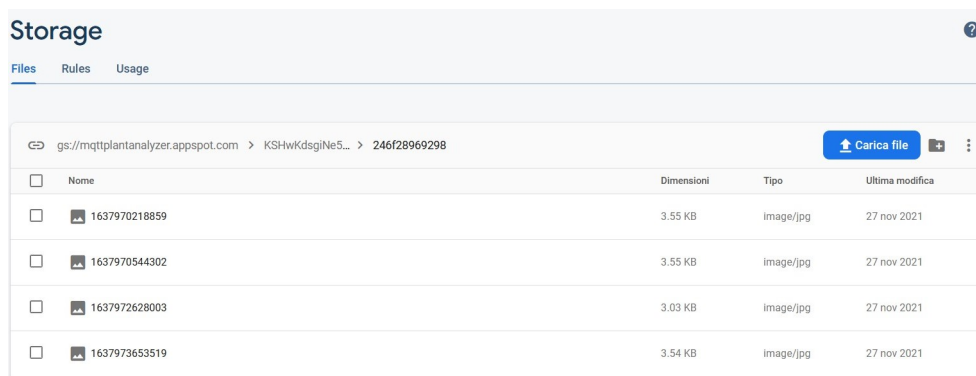 Storage
Files Rules Usage
gs://mqttplantanalyzer.appspot.com > KSHwKdsgiNe5... > 246f28969298
Carica file
Nome Dimensioni Tipo Ultima modifica
1637970218859 3.55 KB image/jpg 27 nov 2021
1637970544302 3.55 KB image/jpg 27 nov 2021
1637972628003 3.03 KB image/jpg 27 nov 2021
1637973653519 3.54 KB image/jpg 27 nov 2021